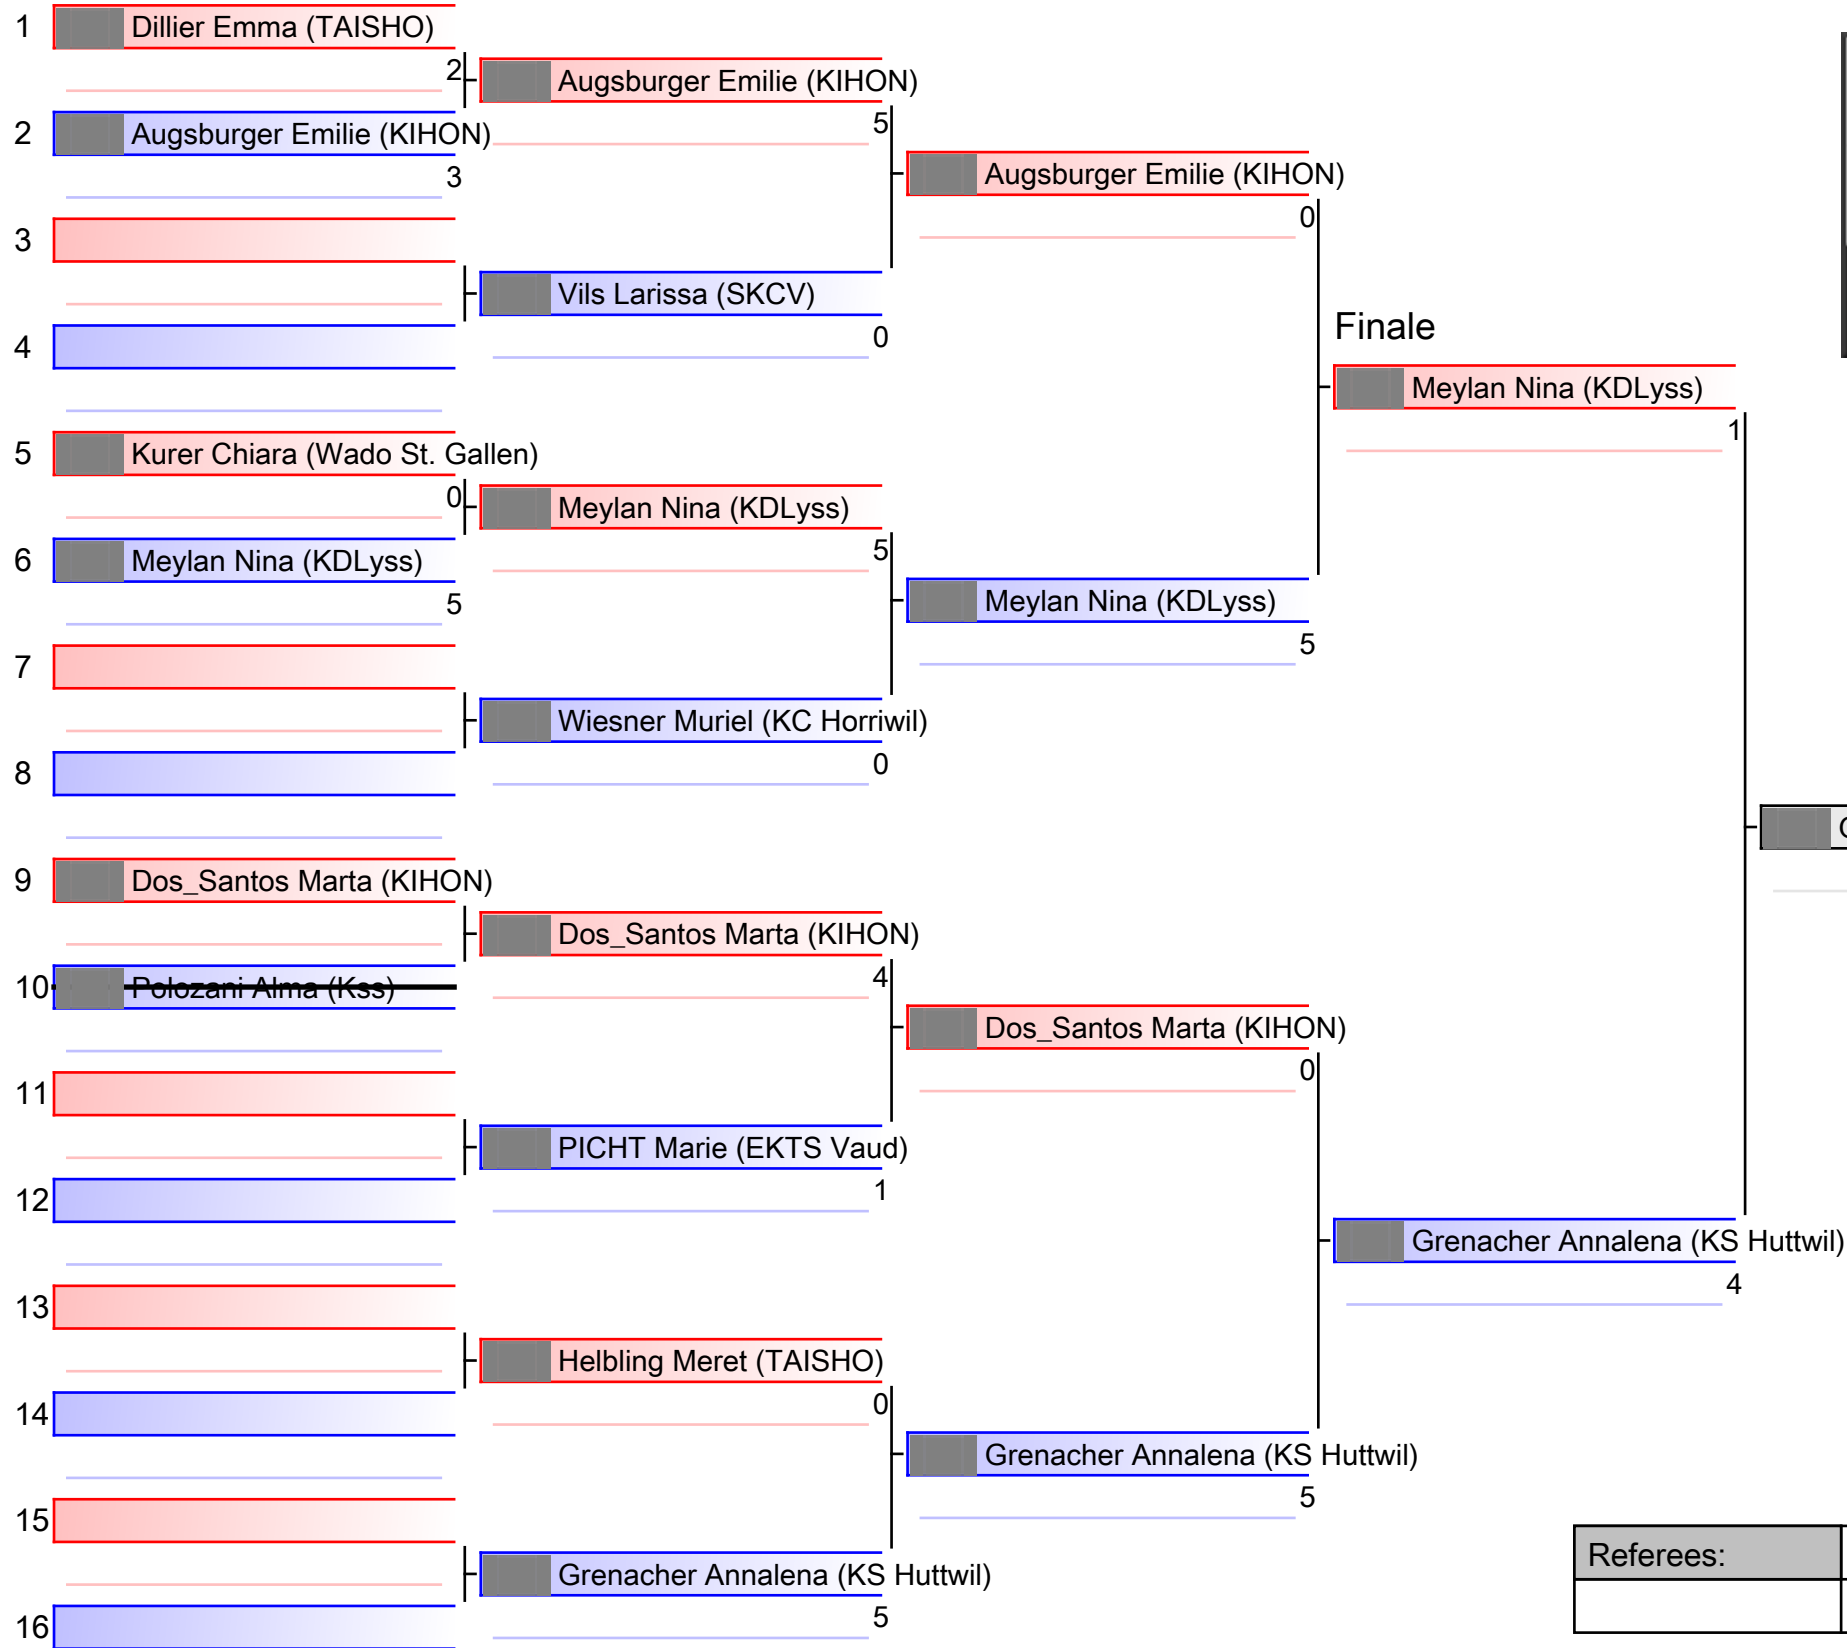 1 Dillier Emma (TAISHO)
2
Augsburger Emilie (KIHON)
5
2 Augsburger Emilie (KIHON)
3
Augsburger Emilie (KIHON)
0
3
Vils Larissa (SKCV)
0
4
Finale
Meylan Nina (KDLyss)
1
5 Kurer Chiara (Wado St. Gallen)
0
Meylan Nina (KDLyss)
5
6 Meylan Nina (KDLyss)
5
Meylan Nina (KDLyss)
5
7
Wiesner Muriel (KC Horriwil)
0
8
9 Dos_Santos Marta (KIHON)
Dos_Santos Marta (KIHON)
4
10 Polozani Alma (Kss)
Dos_Santos Marta (KIHON)
0
11
PICHT Marie (EKTS Vaud)
1
12
Grenacher Annalena (KS Huttwil)
4
13
Helbling Meret (TAISHO)
0
14
Grenacher Annalena (KS Huttwil)
5
15
Grenacher Annalena (KS Huttwil)
5
16
Referees: